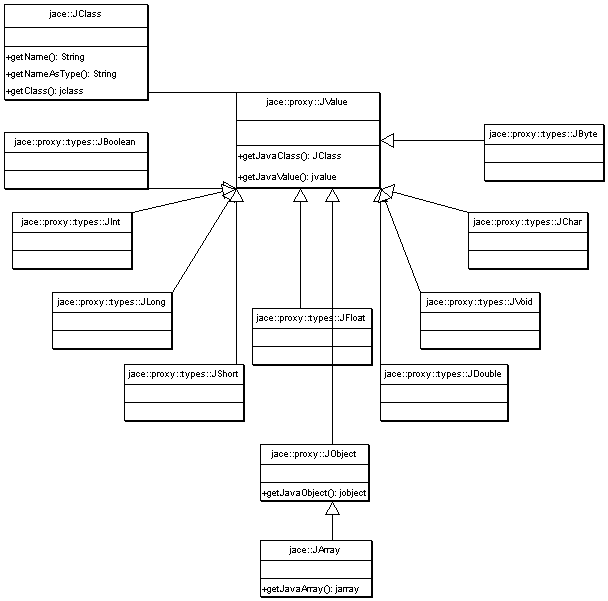 jace::JClass
+getName(): String
+getNameAsType(): String
+getClass(): jclass
jace::proxy::JValue
+getJavaClass(): JClass
+getJavaValue(): jvalue
jace::proxy::types::JByte
jace::proxy::types::JBoolean
jace::proxy::types::JInt
jace::proxy::types::JChar
jace::proxy::types::JLong
jace::proxy::types::JVoid
jace::proxy::types::JFloat
jace::proxy::types::JShort
jace::proxy::types::JDouble
jace::proxy::JObject
+getJavaObject(): jobject
jace::JArray
+getJavaArray(): jarray